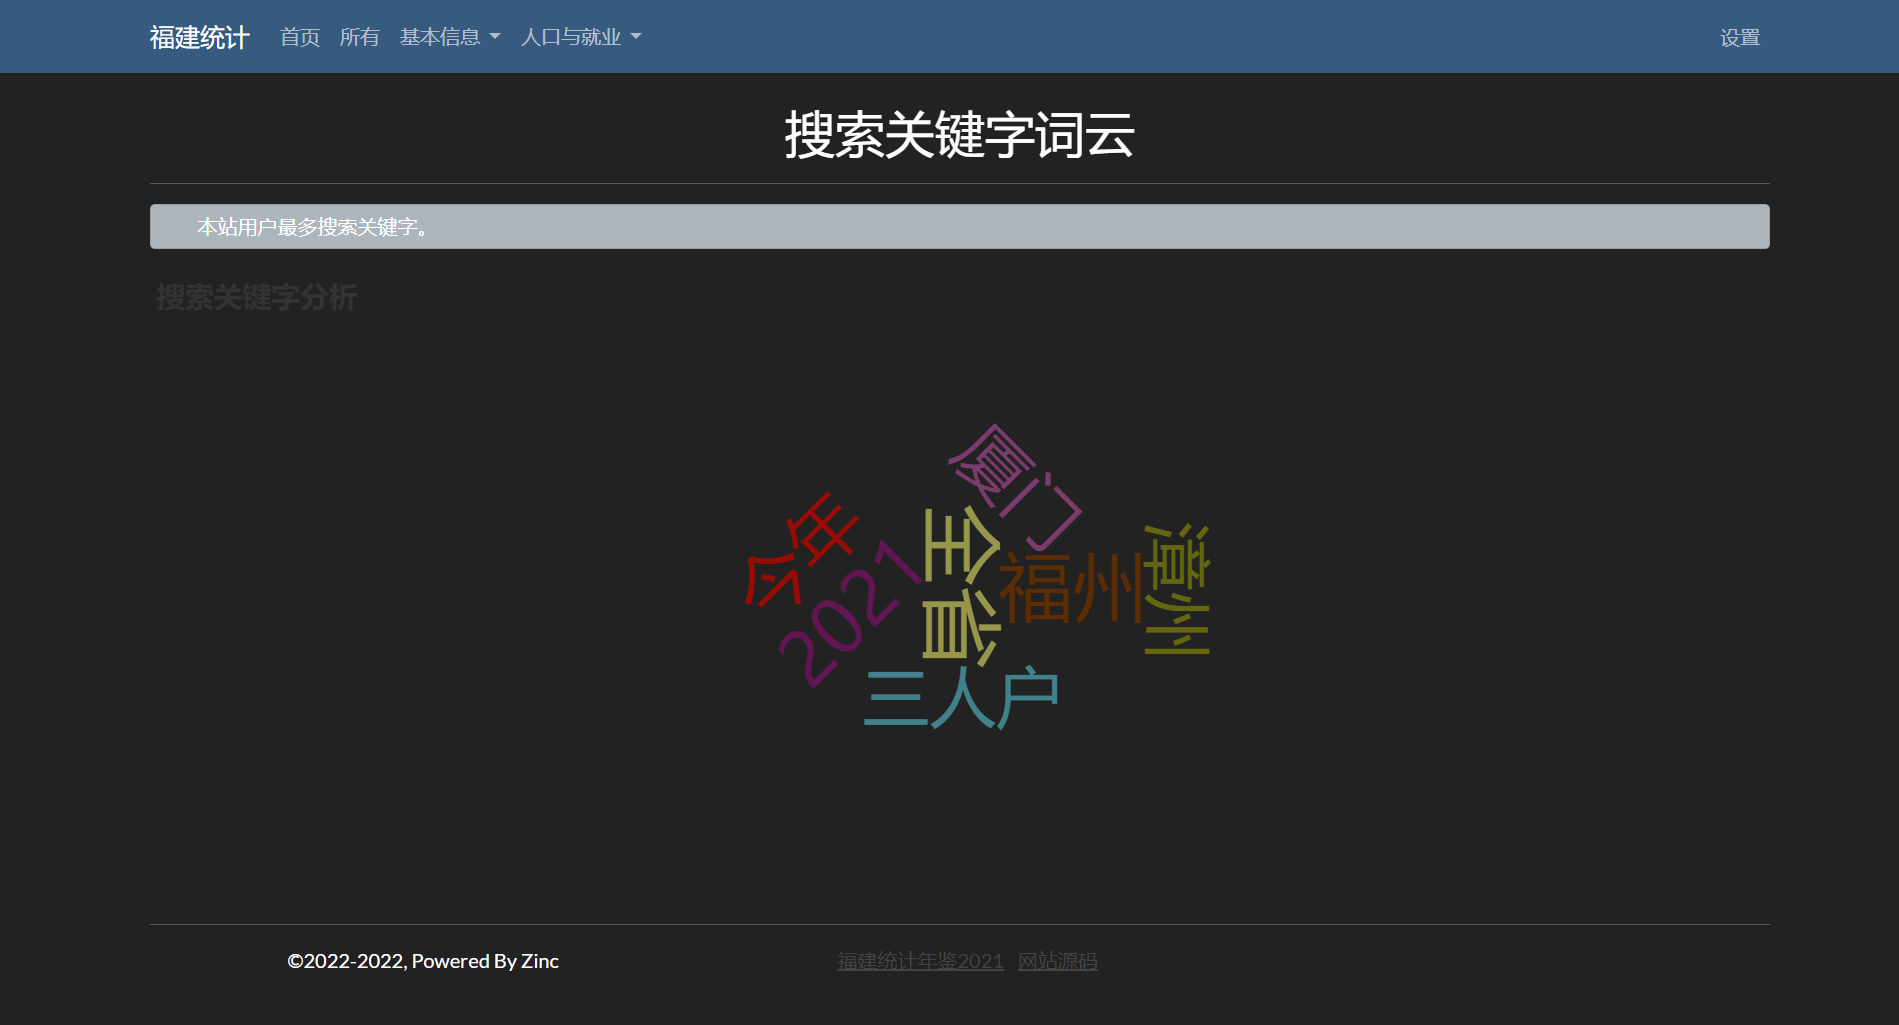 福建统计 首页 所有 基本信息 人口与就业 设置
搜索关键字词云
本站用户最多搜索关键字。
搜索关键字分析
厦门
今年
2021
全省
福州
漳州
三人户
©2022-2022, Powered By Zinc 福建统计年鉴2021 网站源码